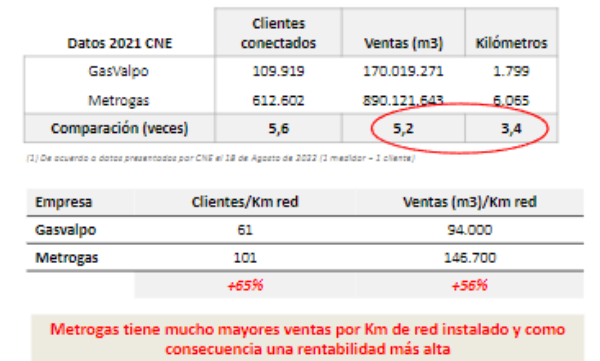 Datos 2021 CNE Clientes conectados Ventas (m3) Kilómetros
GasValpo 109.919 170.019.271 1.799
Metrogas 612.602 890.121.643 6.065
Comparación (veces) 5,6 5,2 3,4
(1) De acuerdo a datos presentados por CNE el 18 de Agosto de 2022 (1 medidor – 1 cliente)
Empresa Clientes/Km red Ventas (m3)/Km red
Gasvalpo 61 94.000
Metrogas 101 146.700
+65% +56%
Metrogas tiene mucho mayores ventas por Km de red instalado y como
consecuencia una rentabilidad más alta